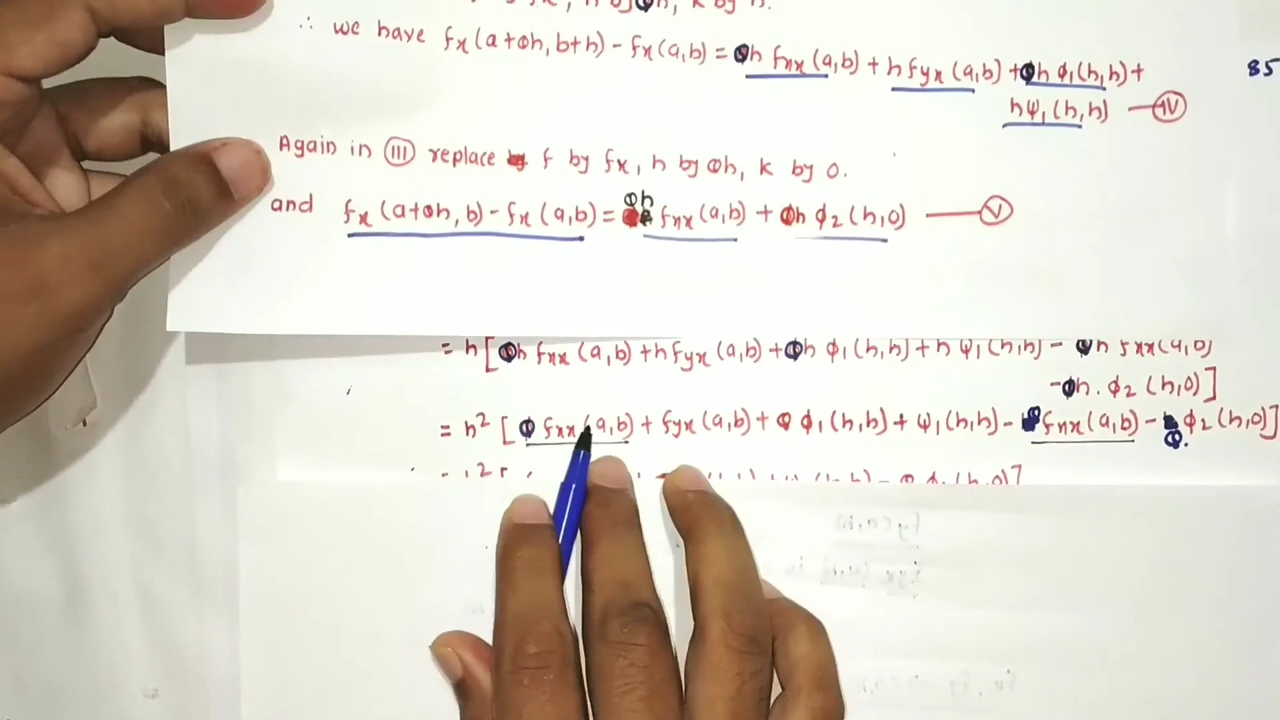 ∴ we have fx(a+θh, b+h) - fx(a,b) = θh fxx(a,b) + h fyx(a,b) + θh φ1(h,h) +
85
hψ1(h,h) — IV
Again in III replace f by fx, h by θh, k by 0.
and fx(a+θh, b) - fx(a,b) = θh fxx(a,b) + θh φ2(h,0) — V
= h[θh fxx(a,b) + h fyx(a,b) + θh φ1(h,h) + h ψ1(h,h) - θh fxx(a,b)
-θh. φ2(h,0)]
= h² [θ fxx(a,b) + fyx(a,b) + θ φ1(h,h) + ψ1(h,h) - θ fxx(a,b) - θ φ2(h,0)]